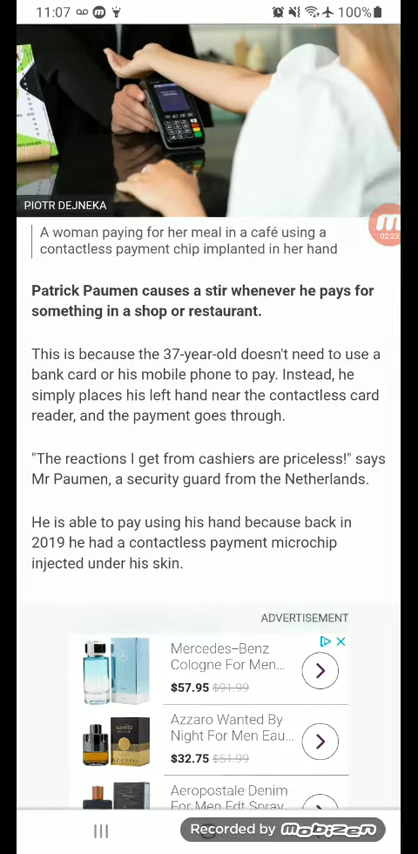 11:07
100%
PIOTR DEJNEKA
02:23
A woman paying for her meal in a café using a
contactless payment chip implanted in her hand
Patrick Paumen causes a stir whenever he pays for
something in a shop or restaurant.
This is because the 37-year-old doesn't need to use a
bank card or his mobile phone to pay. Instead, he
simply places his left hand near the contactless card
reader, and the payment goes through.
"The reactions I get from cashiers are priceless!" says
Mr Paumen, a security guard from the Netherlands.
He is able to pay using his hand because back in
2019 he had a contactless payment microchip
injected under his skin.
ADVERTISEMENT
Mercedes-Benz
Cologne For Men...
$57.95 $91.99
Azzaro Wanted By
Night For Men Eau...
$32.75 $51.99
Aeropostale Denim
For Men Edt Spray
Recorded by mobizen